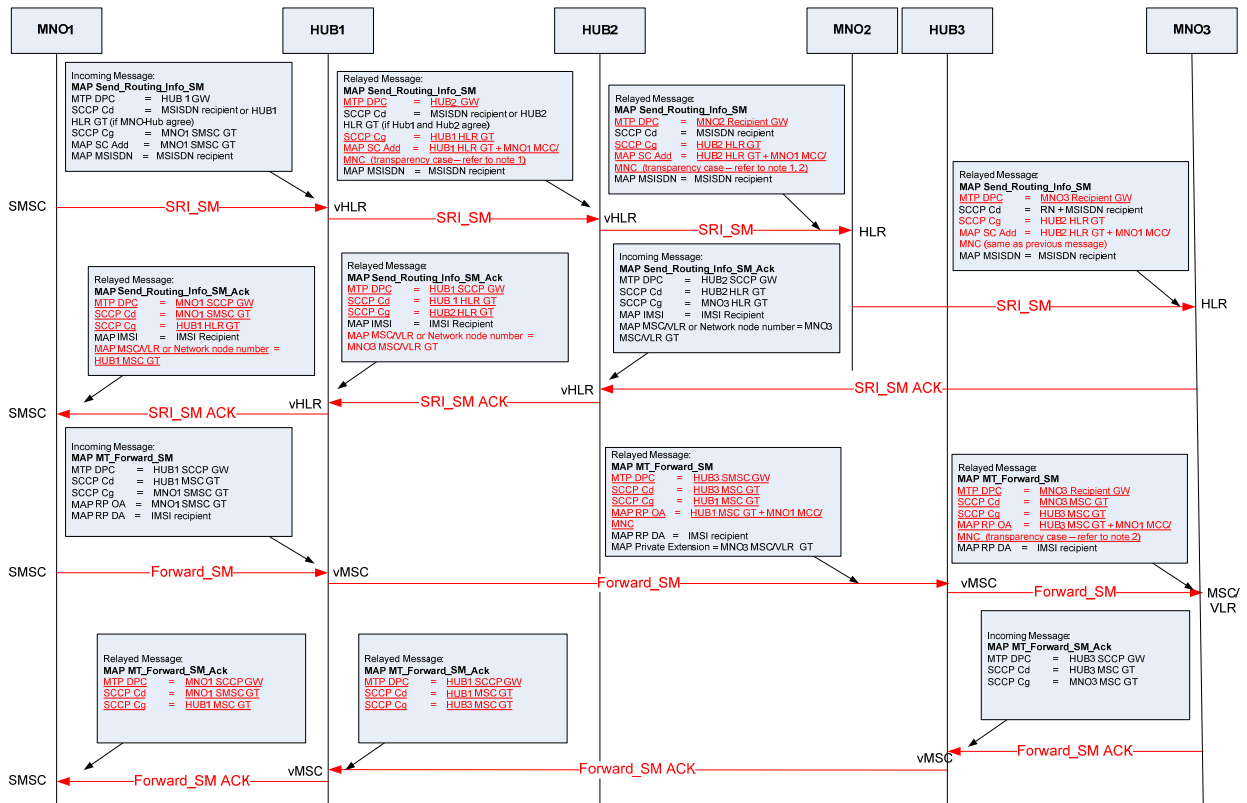 MNO1
HUB1
HUB2
MNO2
HUB3
MNO3
Incoming Message:
MAP Send_Routing_Info_SM
MTP DPC = HUB 1 GW
SCCP Cd = MSISDN recipient or HUB1
HLR GT (if MNO-Hub agree)
SCCP Cg = MNO1 SMSC GT
MAP SC Add = MNO1 SMSC GT
MAP MSISDN = MSISDN recipient
Relayed Message:
MAP Send_Routing_Info_SM
MTP DPC = HUB2 GW
SCCP Cd = MSISDN recipient or HUB2
HLR GT (if Hub1 and Hub2 agree)
SCCP Cg = HUB1 HLR GT
MAP SC Add = HUB1 HLR GT + MNO1 MCC/
MNC (transparency case – refer to note 1)
MAP MSISDN = MSISDN recipient
Relayed Message:
MAP Send_Routing_Info_SM
MTP DPC = MNO2 Recipient GW
SCCP Cd = MSISDN recipient
SCCP Cg = HUB2 HLR GT
MAP SC Add = HUB2 HLR GT + MNO1 MCC/
MNC (transparency case – refer to note 1, 2)
MAP MSISDN = MSISDN recipient
Relayed Message:
MAP Send_Routing_Info_SM
MTP DPC = MNO3 Recipient GW
SCCP Cd = RN + MSISDN recipient
SCCP Cg = HUB2 HLR GT
MAP SC Add = HUB2 HLR GT + MNO1 MCC/
MNC (same as previous message)
MAP MSISDN = MSISDN recipient
SMSC
SRI_SM
vHLR
SRI_SM
vHLR
SRI_SM
HLR
SRI_SM
HLR
Relayed Message:
MAP Send_Routing_Info_SM_Ack
MTP DPC = MNO1 SCCP GW
SCCP Cd = MNO1 SMSC GT
SCCP Cg = HUB1 HLR GT
MAP IMSI = IMSI Recipient
MAP MSC/VLR or Network node number =
HUB1 MSC GT
Relayed Message:
MAP Send_Routing_Info_SM_Ack
MTP DPC = HUB1 SCCP GW
SCCP Cd = HUB 1 HLR GT
SCCP Cg = HUB2 HLR GT
MAP IMSI = IMSI Recipient
MAP MSC/VLR or Network node number =
MNO3 MSC/VLR GT
Incoming Message:
MAP Send_Routing_Info_SM_Ack
MTP DPC = HUB2 SCCP GW
SCCP Cd = HUB2 HLR GT
SCCP Cg = MNO3 HLR GT
MAP IMSI = IMSI Recipient
MAP MSC/VLR or Network node number = MNO3
MSC/VLR GT
vHLR
SRI_SM ACK
vHLR
SRI_SM ACK
SMSC
SRI_SM ACK
Incoming Message:
MAP MT_Forward_SM
MTP DPC = HUB1 SCCP GW
SCCP Cd = HUB1 MSC GT
SCCP Cg = MNO1 SMSC GT
MAP RP OA = MNO1 SMSC GT
MAP RP DA = IMSI recipient
Relayed Message:
MAP MT_Forward_SM
MTP DPC = HUB3 SMSC GW
SCCP Cd = HUB3 MSC GT
SCCP Cg = HUB1 MSC GT
MAP RP OA = HUB1 MSC GT + MNO1 MCC/
MNC
MAP RP DA = IMSI recipient
MAP Private Extension = MNO3 MSC/VLR GT
Relayed Message:
MAP MT_Forward_SM
MTP DPC = MNO3 Recipient GW
SCCP Cd = MNO3 MSC GT
SCCP Cg = HUB3 MSC GT
MAP RP OA = HUB3 MSC GT + MNO1 MCC/
MNC (transparency case – refer to note 2)
MAP RP DA = IMSI recipient
SMSC
Forward_SM
vMSC
Forward_SM
vMSC
Forward_SM
MSC/
VLR
Relayed Message:
MAP MT_Forward_SM_Ack
MTP DPC = MNO1 SCCP GW
SCCP Cd = MNO1 SMSC GT
SCCP Cg = HUB1 MSC GT
Relayed Message:
MAP MT_Forward_SM_Ack
MTP DPC = HUB1 SCCP GW
SCCP Cd = HUB1 MSC GT
SCCP Cg = HUB3 MSC GT
Incoming Message:
MAP MT_Forward_SM_Ack
MTP DPC = HUB3 SCCP GW
SCCP Cd = HUB3 MSC GT
SCCP Cg = MNO3 MSC GT
Forward_SM ACK
vMSC
Forward_SM ACK
vMSC
Forward_SM ACK
SMSC